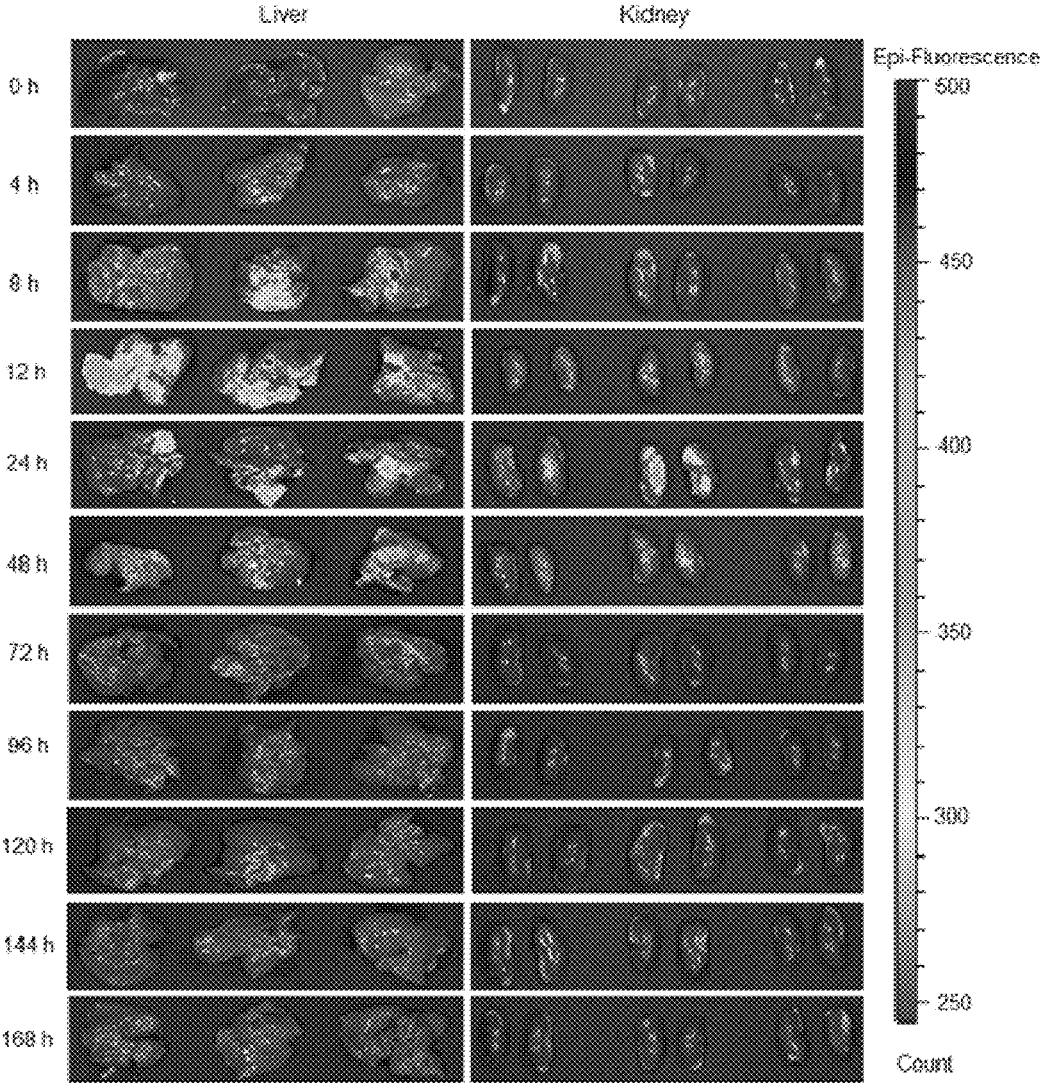 Liver Kidney
Epi-Fluorescence
0 h
4 h
8 h
12 h
24 h
48 h
72 h
96 h
120 h
144 h
168 h
500
450
400
350
300
250
Count